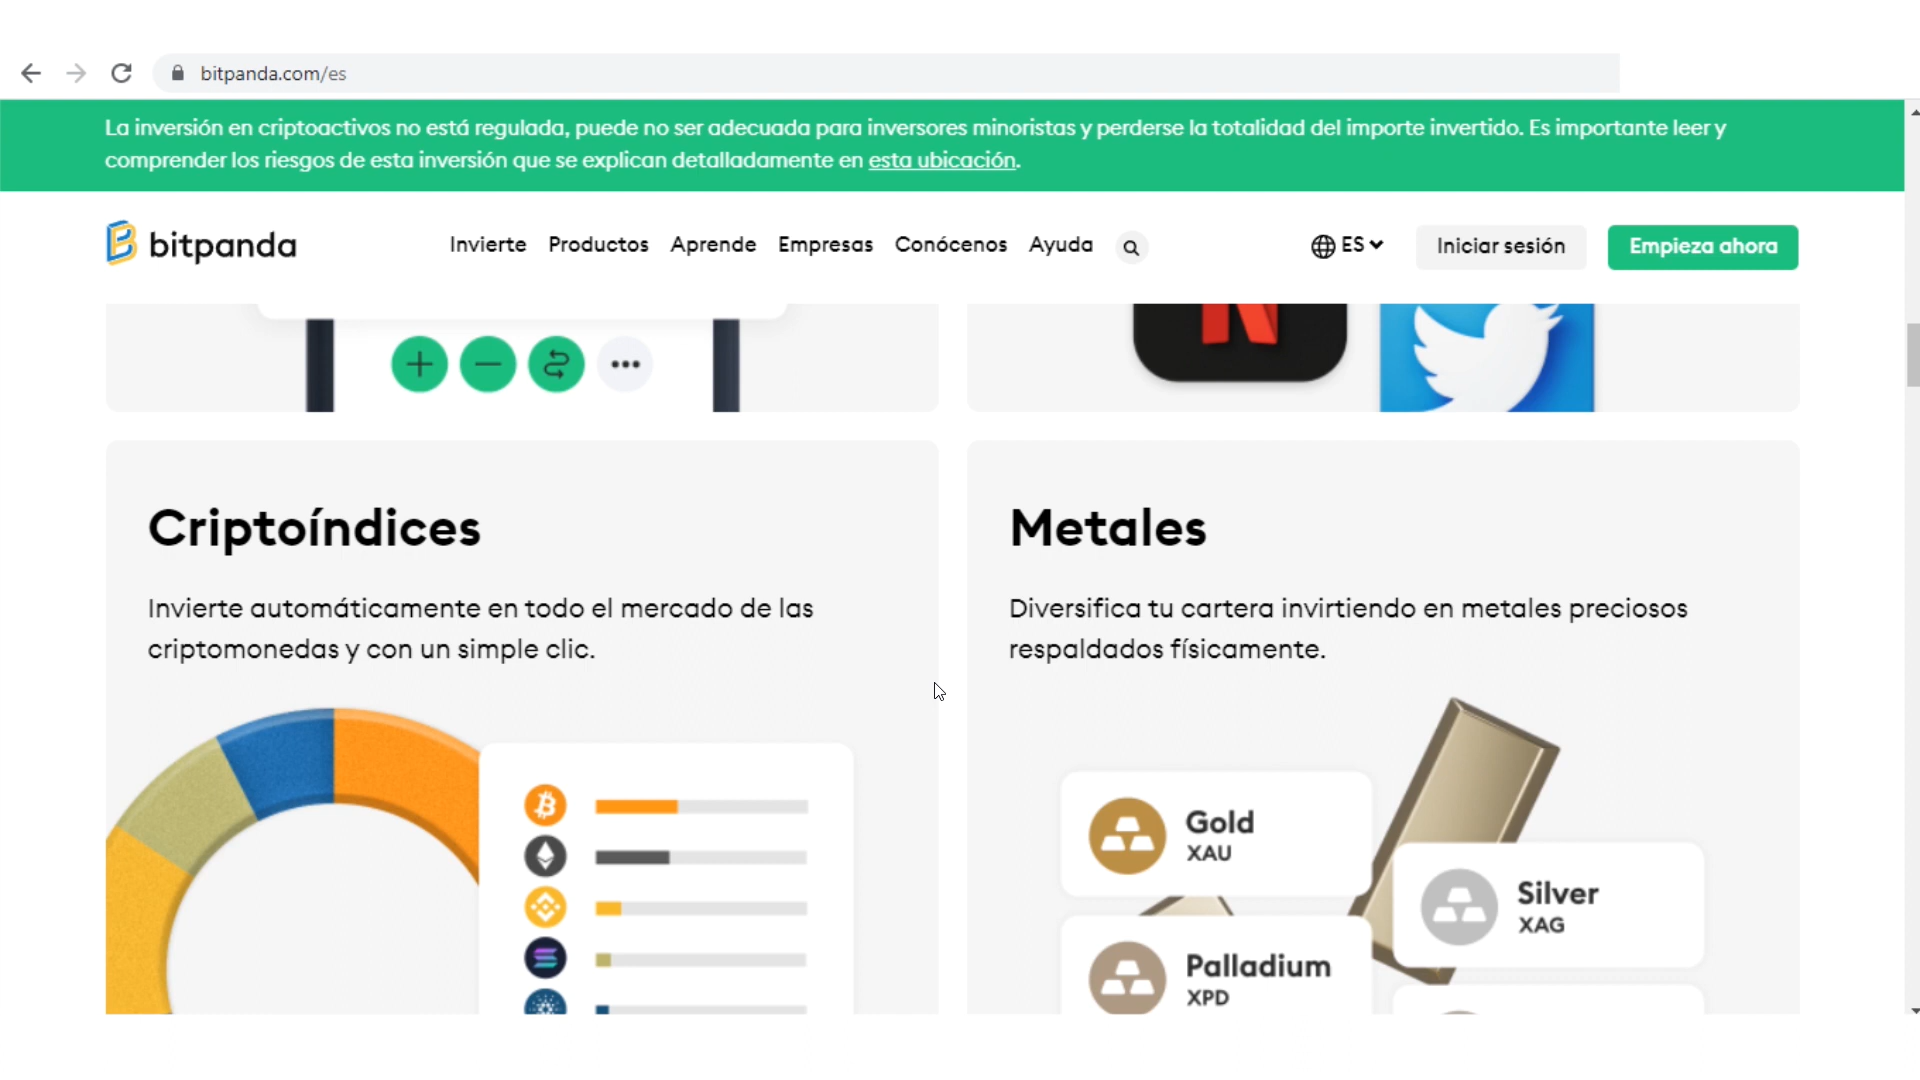 bitpanda.com/es
La inversión en criptoactivos no está regulada, puede no ser adecuada para inversores minoristas y perderse la totalidad del importe invertido. Es importante leer y
comprender los riesgos de esta inversión que se explican detalladamente en esta ubicación.
bitpanda
Invierte Productos Aprende Empresas Conócenos Ayuda ES Iniciar sesión Empieza ahora
Criptoíndices
Invierte automáticamente en todo el mercado de las
criptomonedas y con un simple clic.
Metales
Diversifica tu cartera invirtiendo en metales preciosos
respaldados físicamente.
Gold
XAU
Silver
XAG
Palladium
XPD